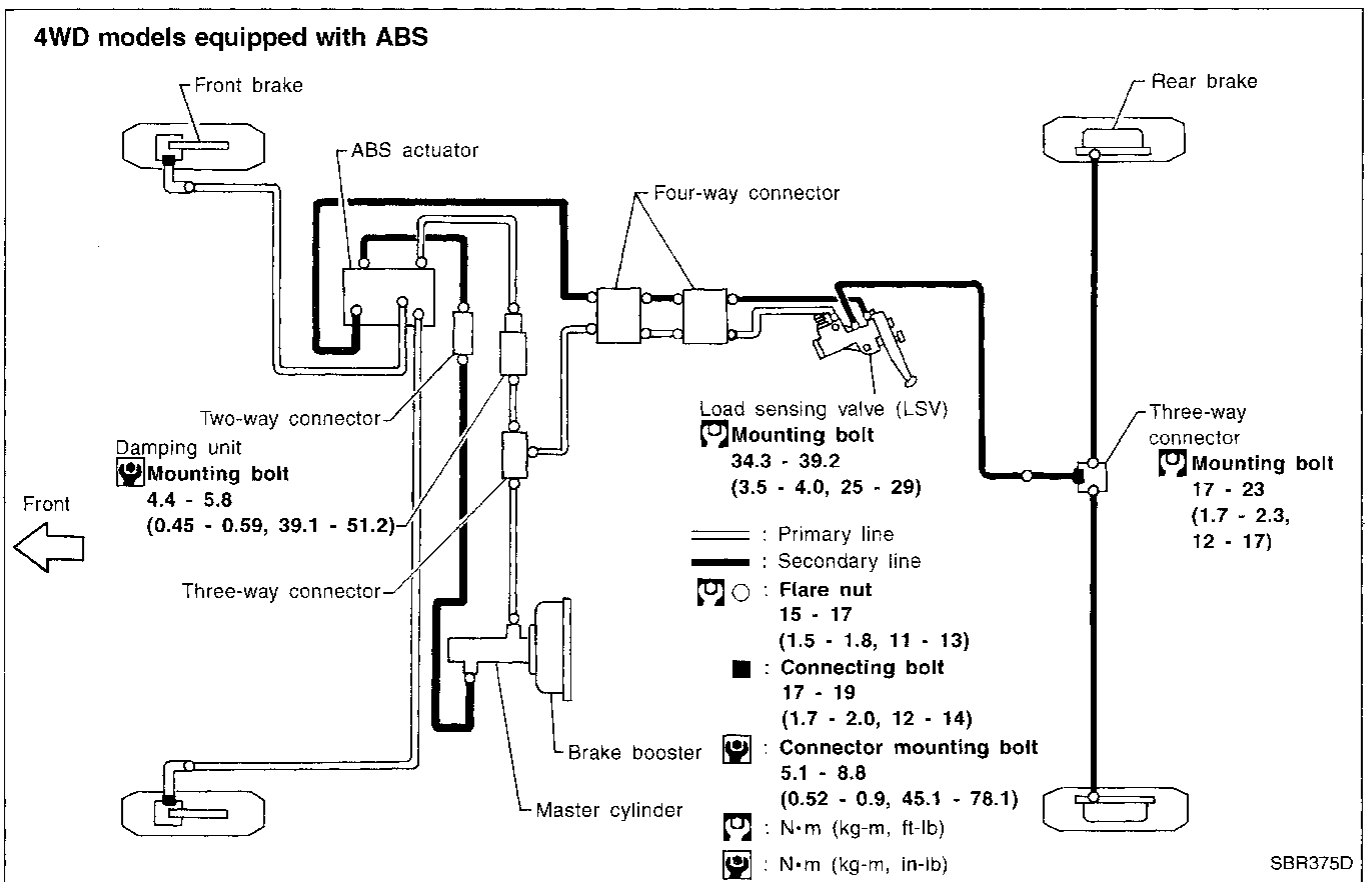 4WD models equipped with ABS
Front brake
Rear brake
ABS actuator
Four-way connector
Two-way connector
Damping unit
Mounting bolt
4.4 - 5.8
(0.45 - 0.59, 39.1 - 51.2)
Front
Three-way connector
Load sensing valve (LSV)
Mounting bolt
34.3 - 39.2
(3.5 - 4.0, 25 - 29)
Three-way
connector
Mounting bolt
17 - 23
(1.7 - 2.3,
12 - 17)
: Primary line
: Secondary line
: Flare nut
15 - 17
(1.5 - 1.8, 11 - 13)
: Connecting bolt
17 - 19
(1.7 - 2.0, 12 - 14)
: Connector mounting bolt
5.1 - 8.8
(0.52 - 0.9, 45.1 - 78.1)
: N•m (kg-m, ft-lb)
: N•m (kg-m, in-lb)
Brake booster
Master cylinder
SBR375D